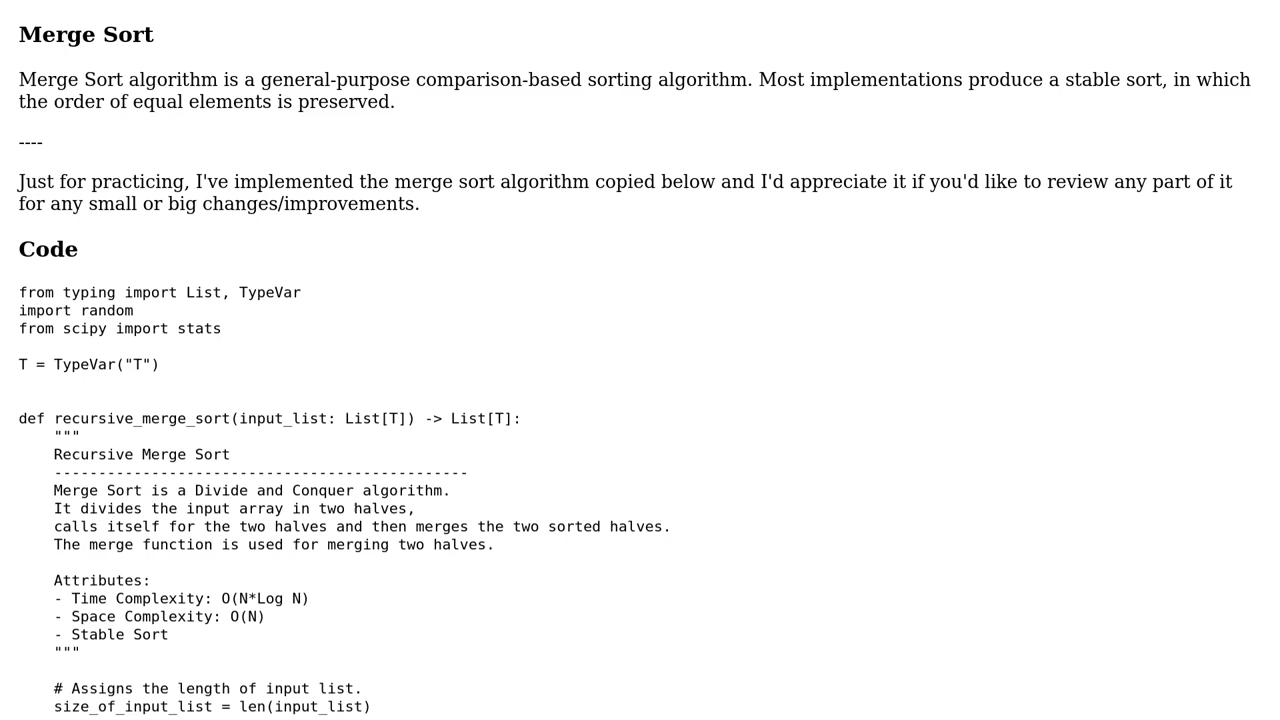 Merge Sort
Merge Sort algorithm is a general-purpose comparison-based sorting algorithm. Most implementations produce a stable sort, in which
the order of equal elements is preserved.
----
Just for practicing, I've implemented the merge sort algorithm copied below and I'd appreciate it if you'd like to review any part of it
for any small or big changes/improvements.
Code
from typing import List, TypeVar
import random
from scipy import stats
T = TypeVar("T")
def recursive_merge_sort(input_list: List[T]) -> List[T]:
    """
    Recursive Merge Sort
    -----------------------------------------------
    Merge Sort is a Divide and Conquer algorithm.
    It divides the input array in two halves,
    calls itself for the two halves and then merges the two sorted halves.
    The merge function is used for merging two halves.
    Attributes:
    - Time Complexity: O(N*Log N)
    - Space Complexity: O(N)
    - Stable Sort
    """
    # Assigns the length of input list.
    size_of_input_list = len(input_list)